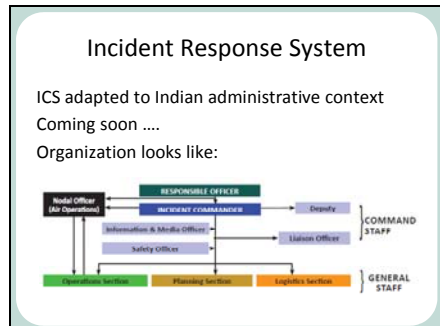 Incident Response System
ICS adapted to Indian administrative context
Coming soon ….
Organization looks like:
RESPONSIBLE OFFICER
Nodal Officer
(Air Operations)
INCIDENT COMMANDER
Deputy
COMMAND
STAFF
Information & Media Officer
Liaison Officer
Safety Officer
Operations Section
Planning Section
Logistics Section
GENERAL
STAFF